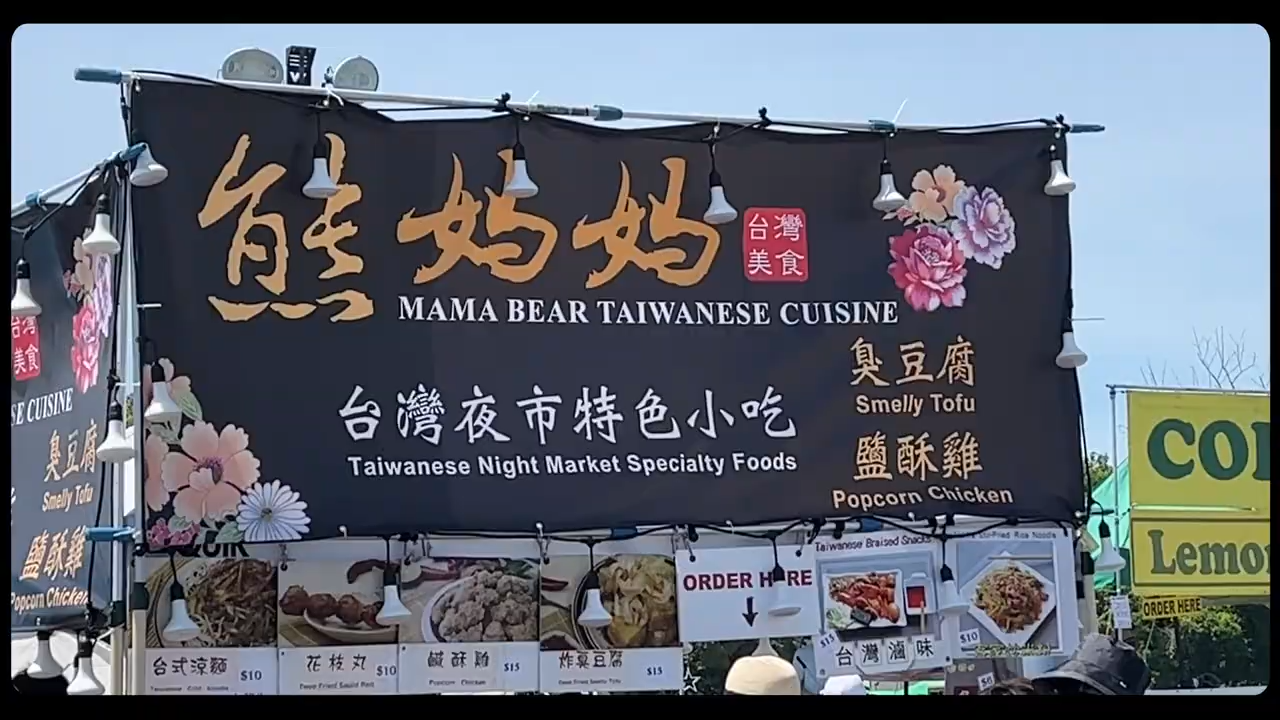 熊媽媽
台灣
美食
MAMA BEAR TAIWANESE CUISINE
台灣夜市特色小吃
Taiwanese Night Market Specialty Foods
臭豆腐
Smelly Tofu
鹽酥雞
Popcorn Chicken
台灣
美食
SE CUISINE
臭豆腐
Smelly Tofu
鹽酥雞
Popcorn Chicken
台式涼麵 $10
花枝丸 $10
鹹酥雞 $15
Popcorn Chicken
炸臭豆腐 $15
ORDER HERE
Taiwanese Braised Snacks
$15
台灣滷味
$10
Lemo
ORDER HERE